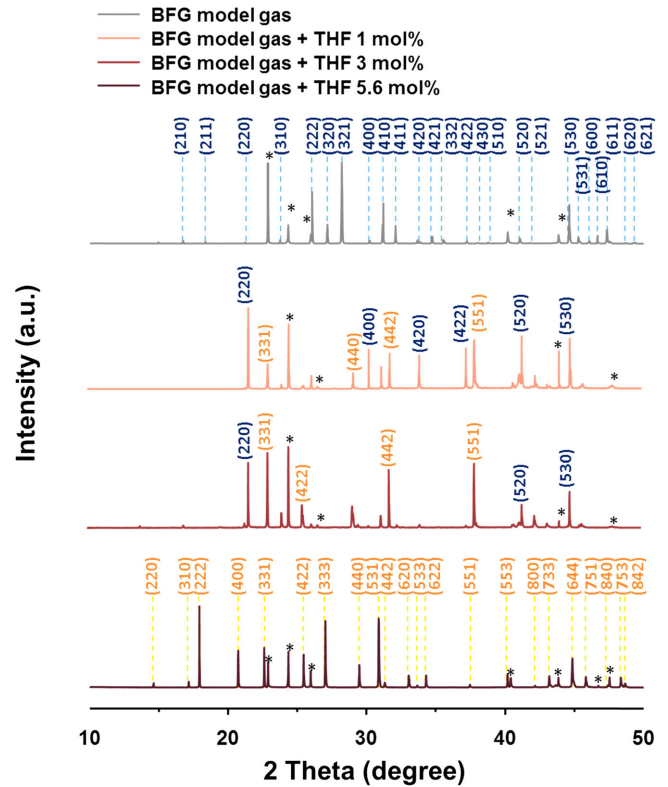 BFG model gas
BFG model gas + THF 1 mol%
BFG model gas + THF 3 mol%
BFG model gas + THF 5.6 mol%
(210) (211) (220) (310) (222) (320) (321) (400) (410) (411) (420) (421) (332) (422) (430) (510) (520) (521) (530) (531) (600) (610) (611) (620) (621)
* * * * *
(220) (331) * * (440) (400) (442) (420) (422) (551) (520) * (530) *
(220) (331) * (422) * (442) (551) (520) * (530) *
(220) (310) (222) (400) (331) (422) (333) (440) (531) (442) (620) (533) (622) (551) (553) (800) (733) (644) (751) (840) (753) (842)
* * * * * * *
Intensity (a.u.)
10 20 30 40 50
2 Theta (degree)